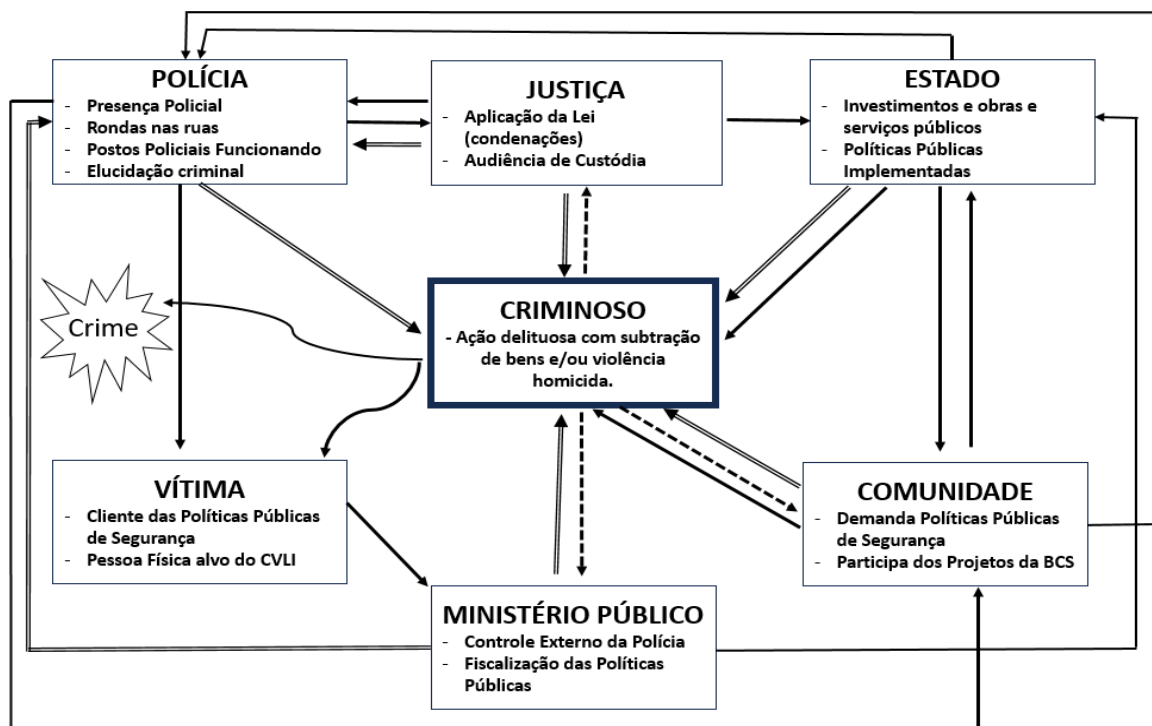 POLÍCIA
- Presença Policial
- Rondas nas ruas
- Postos Policiais Funcionando
- Elucidação criminal
JUSTIÇA
- Aplicação da Lei
(condenações)
- Audiência de Custódia
ESTADO
- Investimentos e obras e
serviços públicos
- Políticas Públicas
Implementadas
Crime
CRIMINOSO
- Ação delituosa com subtração
de bens e/ou violência
homicida.
VÍTIMA
- Cliente das Políticas Públicas
de Segurança
- Pessoa Física alvo do CVLI
COMUNIDADE
- Demanda Políticas Públicas
de Segurança
- Participa dos Projetos da BCS
MINISTÉRIO PÚBLICO
- Controle Externo da Polícia
- Fiscalização das Políticas
Públicas